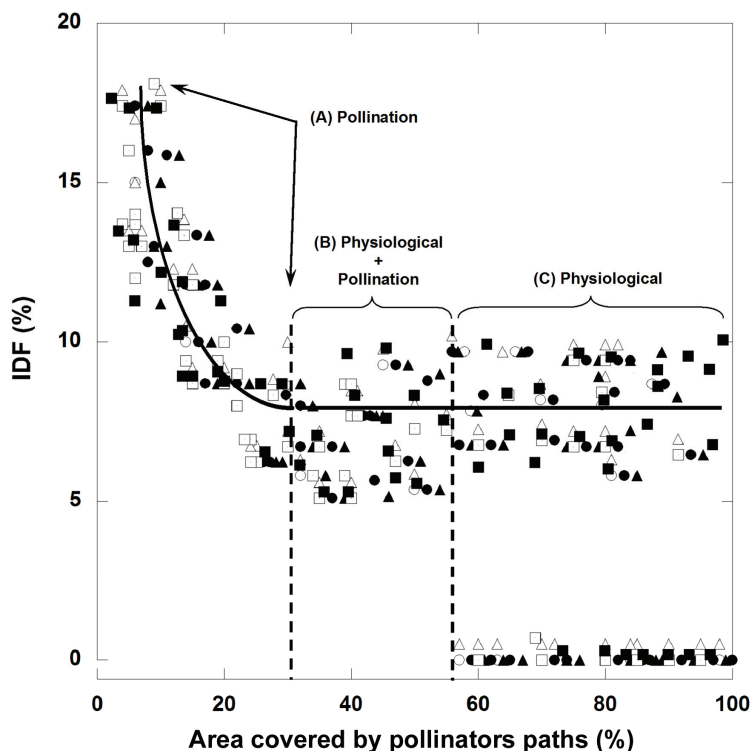 20
15
10
5
0
IDF (%)
(A) Pollination
(B) Physiological
+
Pollination
(C) Physiological
0
20
40
60
80
100
Area covered by pollinators paths (%)